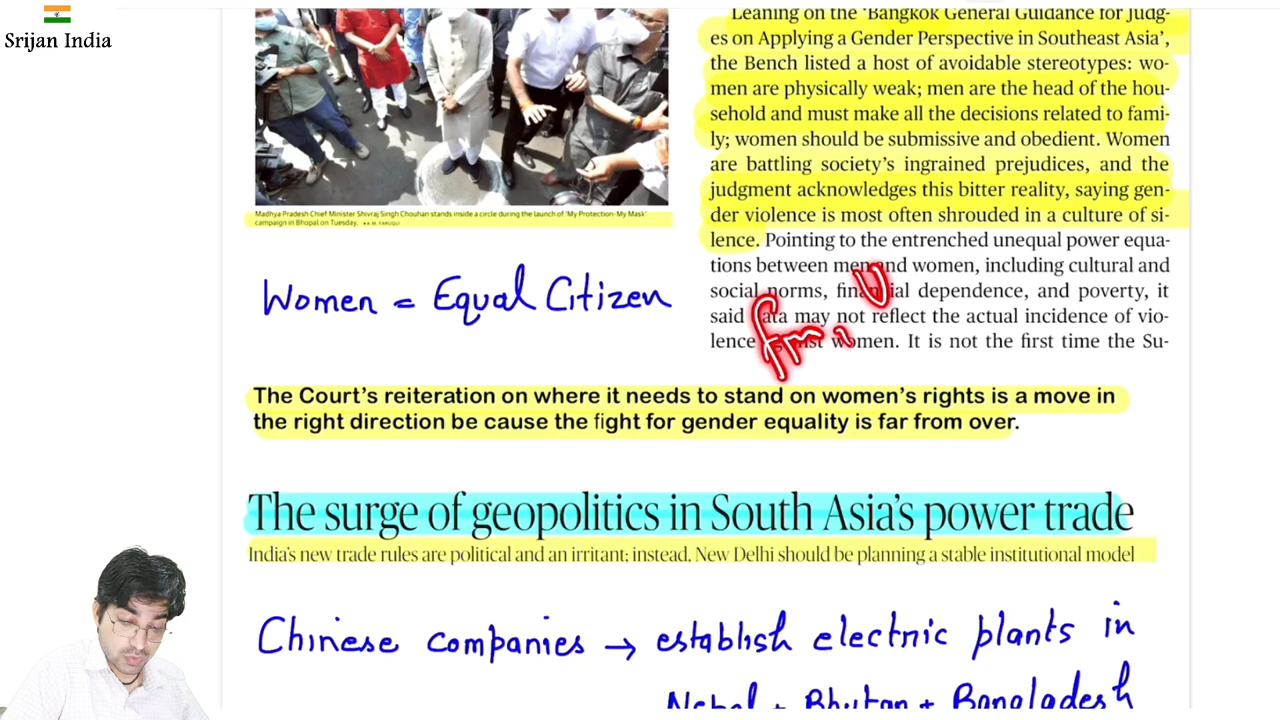 Srijan India
Leaning on the 'Bangkok General Guidance for Judg-
es on Applying a Gender Perspective in Southeast Asia',
the Bench listed a host of avoidable stereotypes: wo-
men are physically weak; men are the head of the hou-
sehold and must make all the decisions related to fami-
ly; women should be submissive and obedient. Women
are battling society's ingrained prejudices, and the
judgment acknowledges this bitter reality, saying gen-
der violence is most often shrouded in a culture of si-
lence. Pointing to the entrenched unequal power equa-
tions between men and women, including cultural and
social norms, financial dependence, and poverty, it
said data may not reflect the actual incidence of vio-
lence against women. It is not the first time the Su-
Madhya Pradesh Chief Minister Shivraj Singh Chouhan stands inside a circle during the launch of 'My Protection-My Mask'
campaign in Bhopal on Tuesday. A.M. FARUQUI
Women = Equal Citizen
The Court's reiteration on where it needs to stand on women's rights is a move in
the right direction be cause the fight for gender equality is far from over.
The surge of geopolitics in South Asia's power trade
India's new trade rules are political and an irritant; instead, New Delhi should be planning a stable institutional model
Chinese companies → establish electric plants in
Nepal + Bhutan + Bangladesh